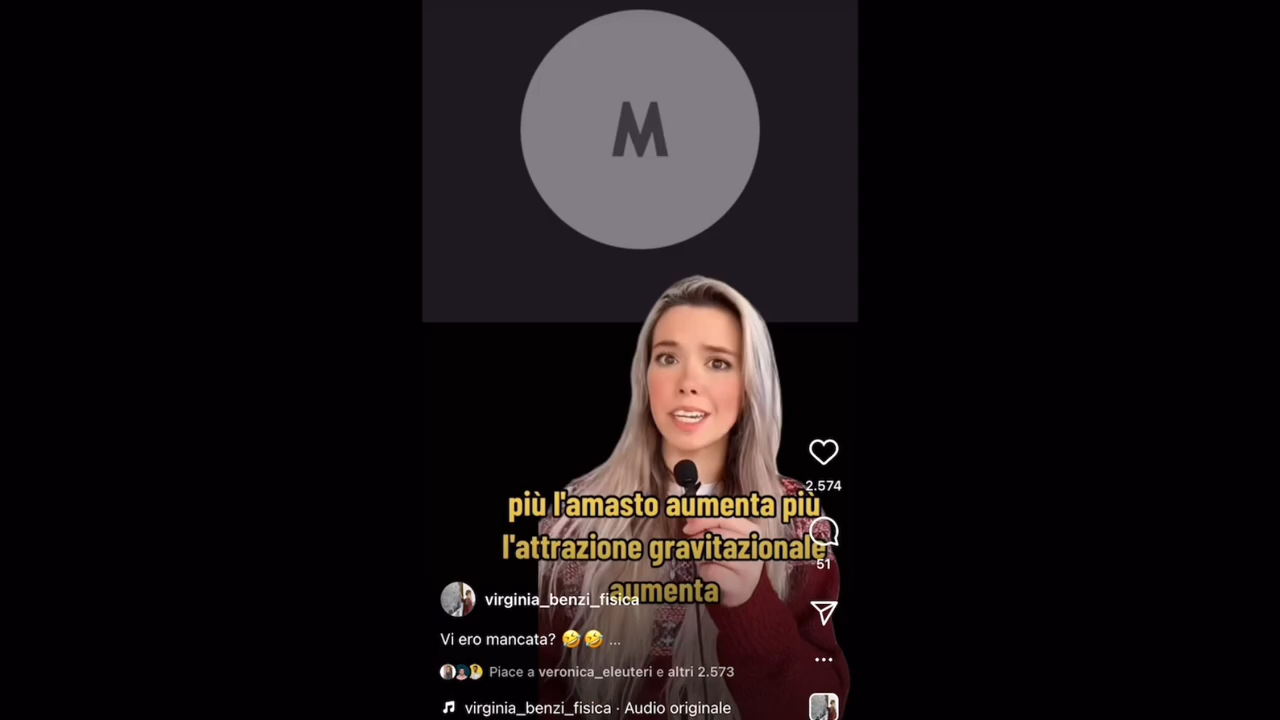 M
più l'amasto aumenta più
l'attrazione gravitazionale
aumenta
2.574
51
virginia_benzi_fisica
Vi ero mancata? 🤣 🤣 ...
Piace a veronica_eleuteri e altri 2.573
virginia_benzi_fisica · Audio originale